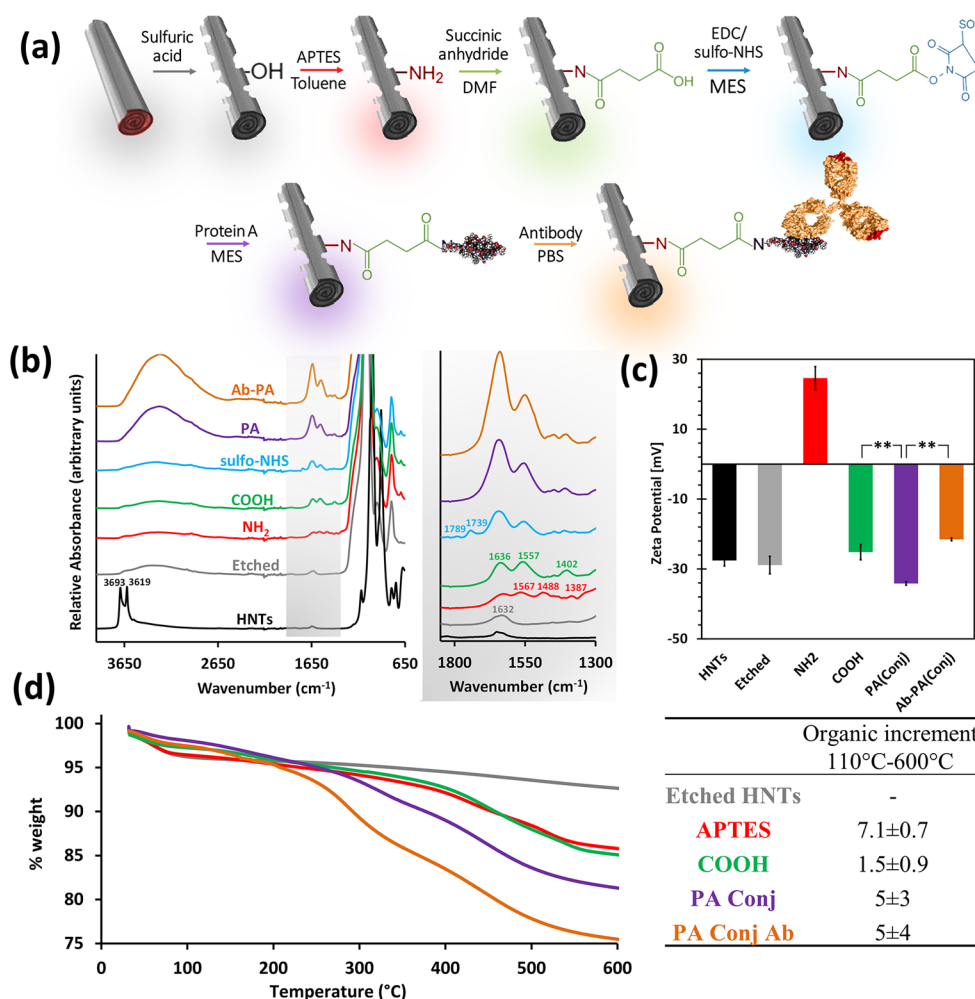 (a)
Sulfuric
acid
OH
APTES
Toluene
NH2
Succinic
anhydride
DMF
N
O
O
OH
EDC/
sulfo-NHS
MES
N
O
O
O
O
N
O
SO
Protein A
MES
N
O
O
N
Antibody
PBS
N
O
O
N
(b)
Relative Absorbance (arbitrary units)
Ab-PA
PA
sulfo-NHS
COOH
NH2
Etched
3693 3619
HNTs
3650 2650 1650 650
Wavenumber (cm-1)
1789 1739
1636 1557 1402
1567 1488 1387
1632
1800 1550 1300
Wavenumber (cm-1)
(c)
Zeta Potential [mV]
30
10
-10
-30
-50
** **
HNTs
Etched
NH2
COOH
PA(Conj)
Ab-PA(Conj)
(d)
% weight
100
95
90
85
80
75
0 100 200 300 400 500 600
Temperature (°C)
Organic increment
110°C-600°C
Etched HNTs -
APTES 7.1±0.7
COOH 1.5±0.9
PA Conj 5±3
PA Conj Ab 5±4